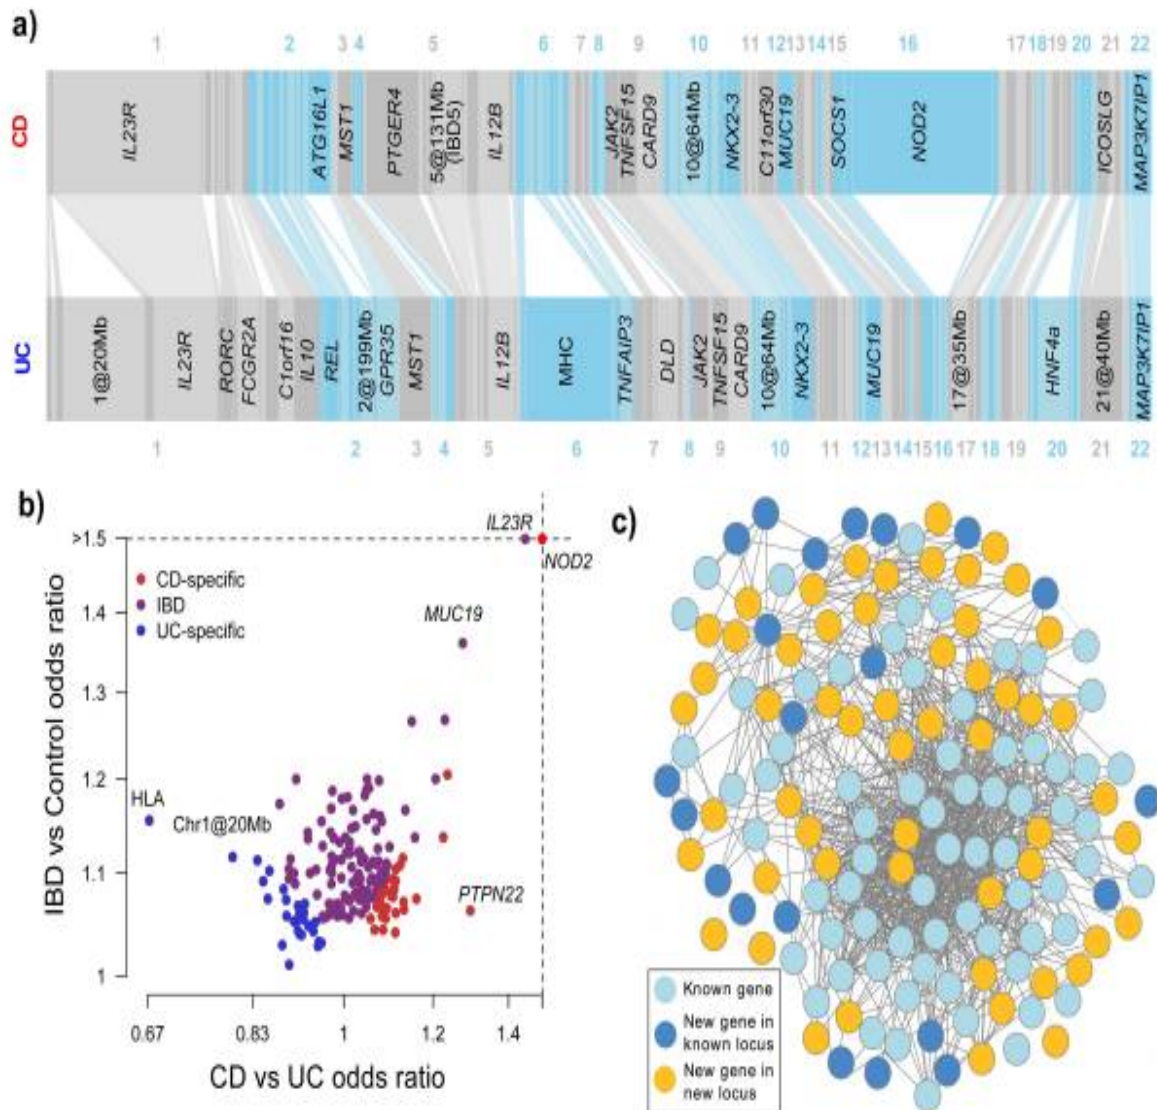 a)
1 2 3 4 5 6 7 8 9 10 11 12 13 14 15 16 17 18 19 20 21 22
CD
IL23R
ATG16L1
MST1
PTGER4
5@131Mb
(IBD5)
IL12B
JAK2
TNFSF15
CARD9
10@64Mb
NKX2-3
C11orf30
MUC19
SOCS1
NOD2
ICOSLG
MAP3K7IP1
UC
1@20Mb
IL23R
RORC
FCGR2A
C1orf16
IL10
REL
2@199Mb
GPR35
MST1
IL12B
MHC
TNFAIP3
DLD
JAK2
TNFSF15
CARD9
10@64Mb
NKX2-3
MUC19
17@35Mb
HNF4a
21@40Mb
MAP3K7IP1
1 2 3 4 5 6 7 8 9 10 11 12 13 14 15 16 17 18 19 20 21 22
b)
IBD vs Control odds ratio
>1.5
1.4
1.3
1.2
1.1
1
IL23R
NOD2
CD-specific
IBD
UC-specific
MUC19
HLA
Chr1@20Mb
PTPN22
0.67 0.83 1 1.2 1.4
CD vs UC odds ratio
c)
Known gene
New gene in
known locus
New gene in
new locus